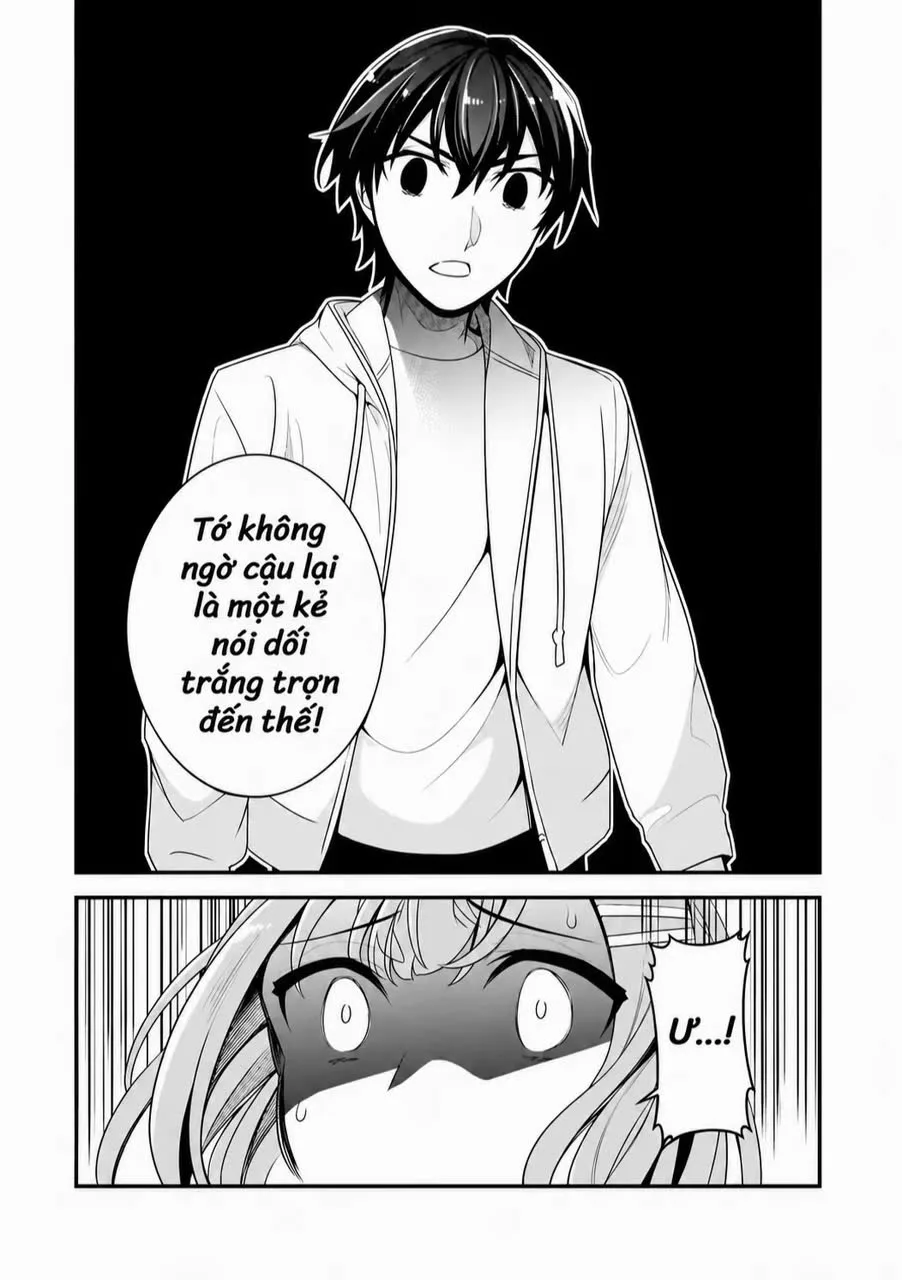 Tớ không
ngờ cậu lại
là một kẻ
nói dối
trắng trợn
đến thế!
Ư...!